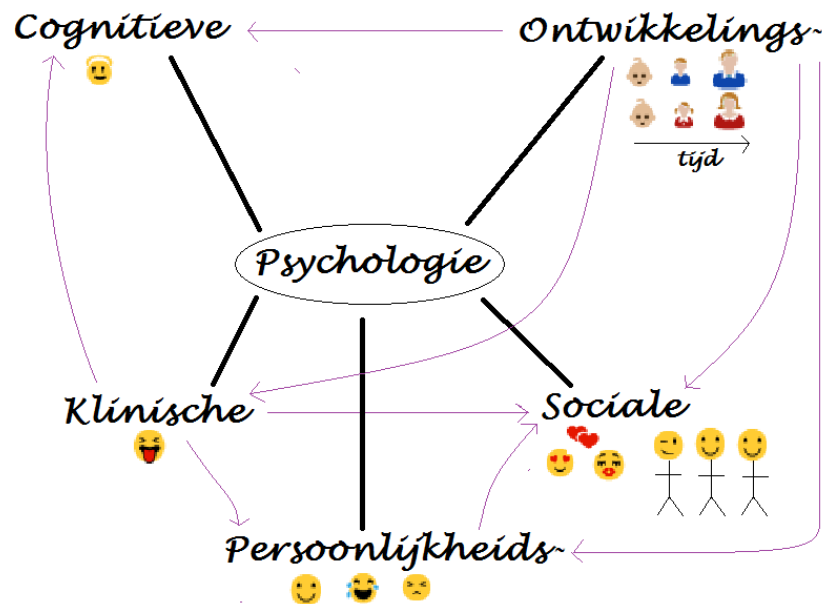 Cognitieve
Ontwikkelings~
tijd
Psychologie
Klinische
Sociale
Persoonlijkheids~